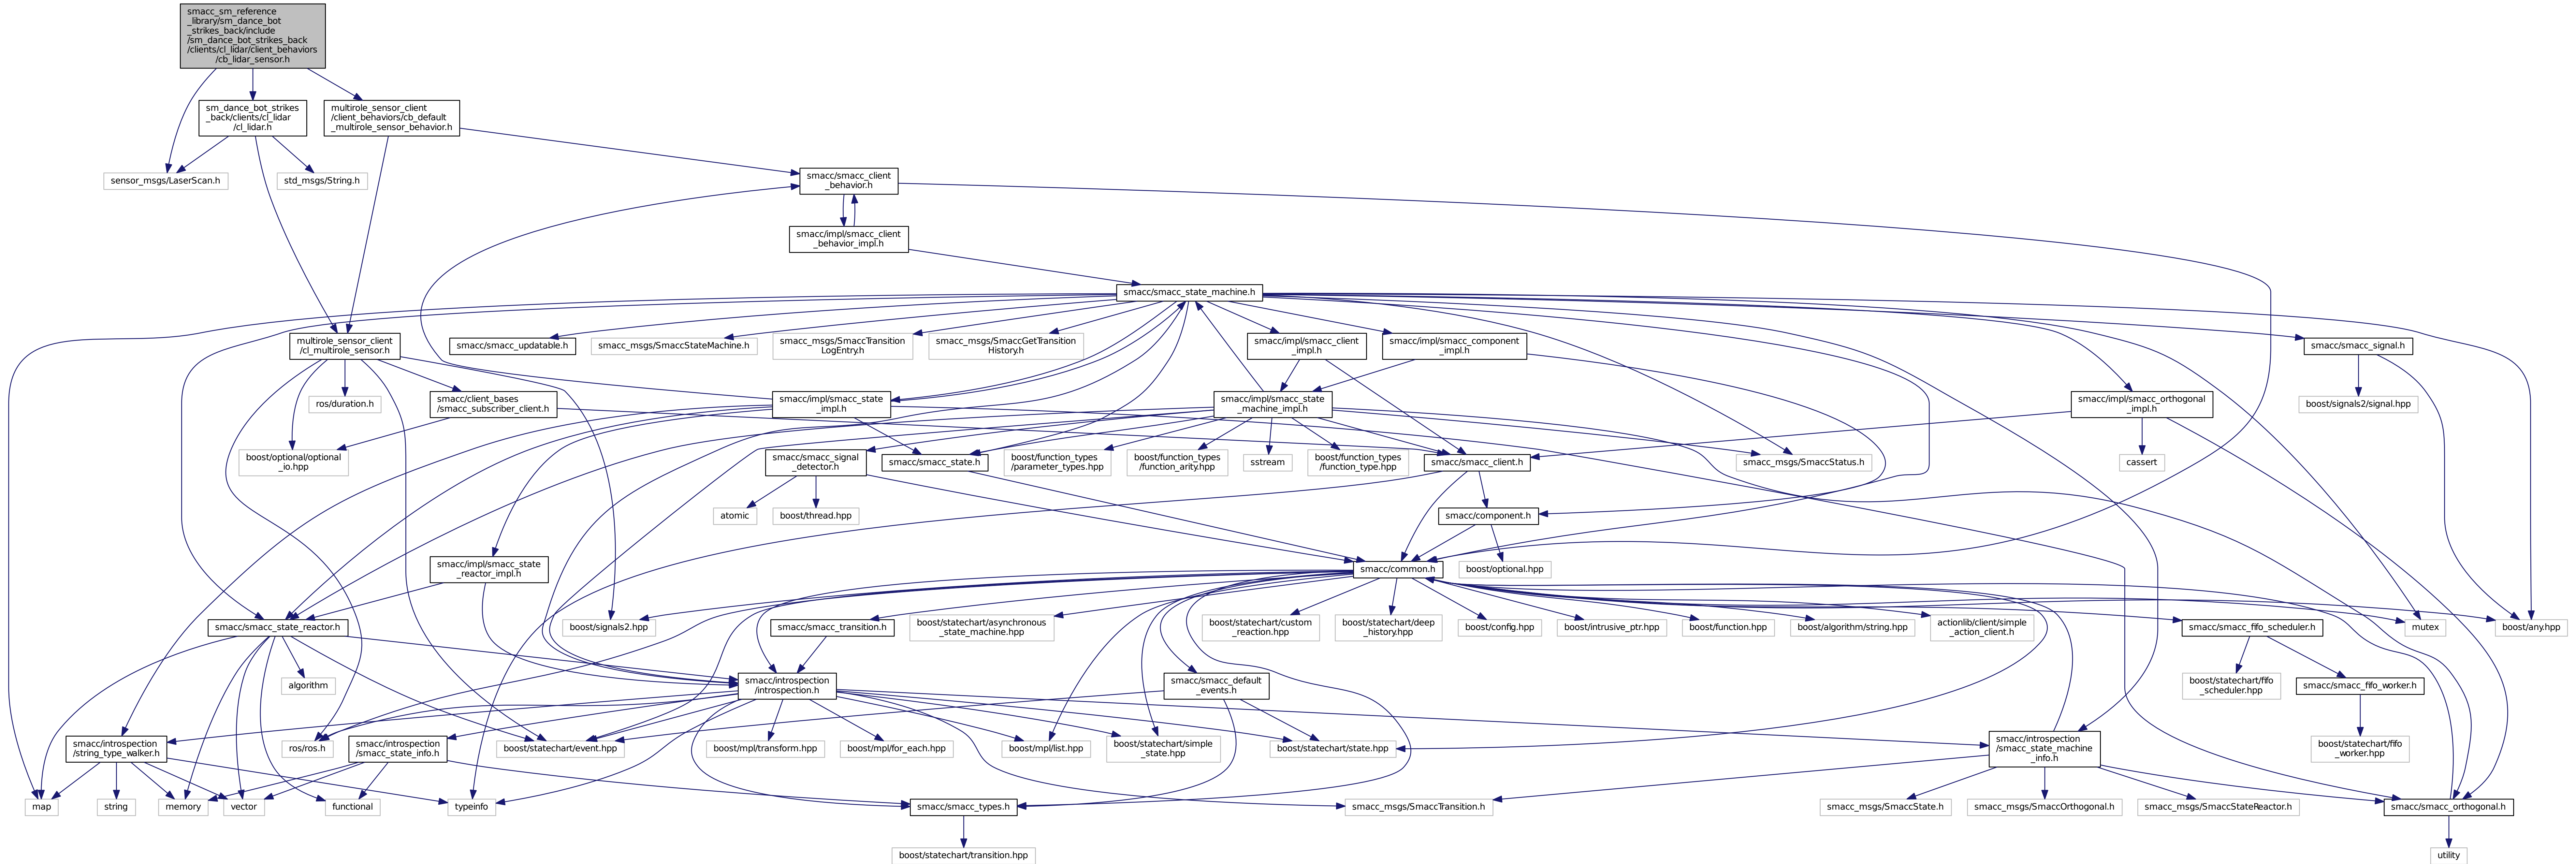 smacc_sm_reference
_library/sm_dance_bot
_strikes_back/include
/sm_dance_bot_strikes_back
/clients/cl_lidar/client_behaviors
/cb_lidar_sensor.h
sm_dance_bot_strikes
_back/clients/cl_lidar
/cl_lidar.h
multirole_sensor_client
/client_behaviors/cb_default
_multirole_sensor_behavior.h
sensor_msgs/LaserScan.h
std_msgs/String.h
smacc/smacc_client
_behavior.h
smacc/impl/smacc_client
_behavior_impl.h
smacc/smacc_state_machine.h
multirole_sensor_client
/cl_multirole_sensor.h
smacc/smacc_updatable.h
smacc_msgs/SmaccStateMachine.h
smacc_msgs/SmaccTransition
LogEntry.h
smacc_msgs/SmaccGetTransition
History.h
smacc/impl/smacc_client
_impl.h
smacc/impl/smacc_component
_impl.h
smacc/smacc_signal.h
ros/duration.h
smacc/client_bases
/smacc_subscriber_client.h
smacc/impl/smacc_state
_impl.h
smacc/impl/smacc_state
_machine_impl.h
smacc/impl/smacc_orthogonal
_impl.h
boost/signals2/signal.hpp
boost/optional/optional
_io.hpp
smacc/smacc_signal
_detector.h
smacc/smacc_state.h
boost/function_types
/parameter_types.hpp
boost/function_types
/function_arity.hpp
sstream
boost/function_types
/function_type.hpp
smacc/smacc_client.h
smacc_msgs/SmaccStatus.h
cassert
atomic
boost/thread.hpp
smacc/component.h
smacc/impl/smacc_state
_reactor_impl.h
smacc/common.h
boost/optional.hpp
smacc/smacc_state_reactor.h
boost/signals2.hpp
smacc/smacc_transition.h
boost/statechart/asynchronous
_state_machine.hpp
boost/statechart/custom
_reaction.hpp
boost/statechart/deep
_history.hpp
boost/config.hpp
boost/intrusive_ptr.hpp
boost/function.hpp
boost/algorithm/string.hpp
actionlib/client/simple
_action_client.h
smacc/smacc_fifo_scheduler.h
mutex
boost/any.hpp
algorithm
smacc/introspection
/introspection.h
smacc/smacc_default
_events.h
boost/statechart/fifo
_scheduler.hpp
smacc/smacc_fifo_worker.h
smacc/introspection
/string_type_walker.h
ros/ros.h
smacc/introspection
/smacc_state_info.h
boost/statechart/event.hpp
boost/mpl/transform.hpp
boost/mpl/for_each.hpp
boost/mpl/list.hpp
boost/statechart/simple
_state.hpp
boost/statechart/state.hpp
smacc/introspection
/smacc_state_machine
_info.h
boost/statechart/fifo
_worker.hpp
map
string
memory
vector
functional
typeinfo
smacc/smacc_types.h
smacc_msgs/SmaccTransition.h
smacc_msgs/SmaccState.h
smacc_msgs/SmaccOrthogonal.h
smacc_msgs/SmaccStateReactor.h
smacc/smacc_orthogonal.h
boost/statechart/transition.hpp
utility